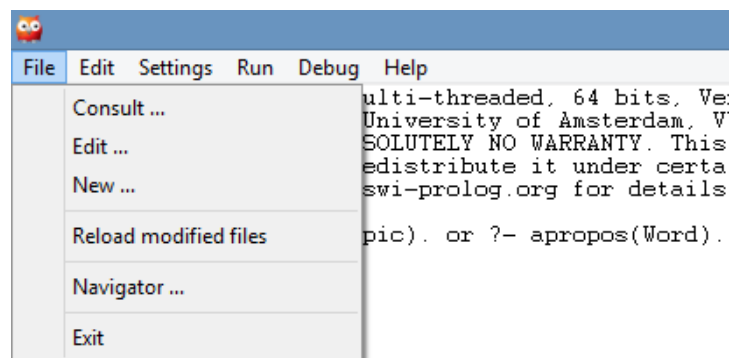 File Edit Settings Run Debug Help
Consult ...
Edit ...
New ...
Reload modified files
Navigator ...
Exit
ulti-threaded, 64 bits, Ve
University of Amsterdam, V
SOLUTELY NO WARRANTY. This
edistribute it under certa
swi-prolog.org for details
pic). or ?- apropos(Word).